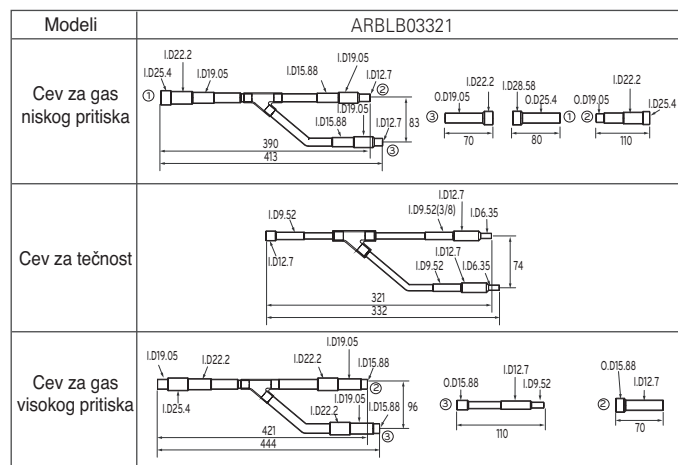 Modeli
ARBLB03321
Cev za gas
niskog pritiska
I.D25.4
I.D22.2
I.D19.05
I.D15.88
I.D19.05
I.D12.7
①
②
I.D19.05
I.D15.88
I.D12.7
③
83
390
413
O.D19.05
I.D22.2
③
70
I.D28.58
O.D25.4
①
80
O.D19.05
I.D22.2
I.D25.4
②
110
Cev za tečnost
I.D9.52
I.D12.7
I.D12.7
I.D9.52(3/8)
I.D6.35
I.D12.7
I.D9.52
I.D6.35
74
321
332
Cev za gas
visokog pritiska
I.D19.05
I.D22.2
I.D25.4
I.D22.2
I.D19.05
I.D15.88
②
I.D19.05
I.D22.2
I.D15.88
③
96
421
444
O.D15.88
I.D12.7
I.D9.52
③
110
O.D15.88
I.D12.7
②
70